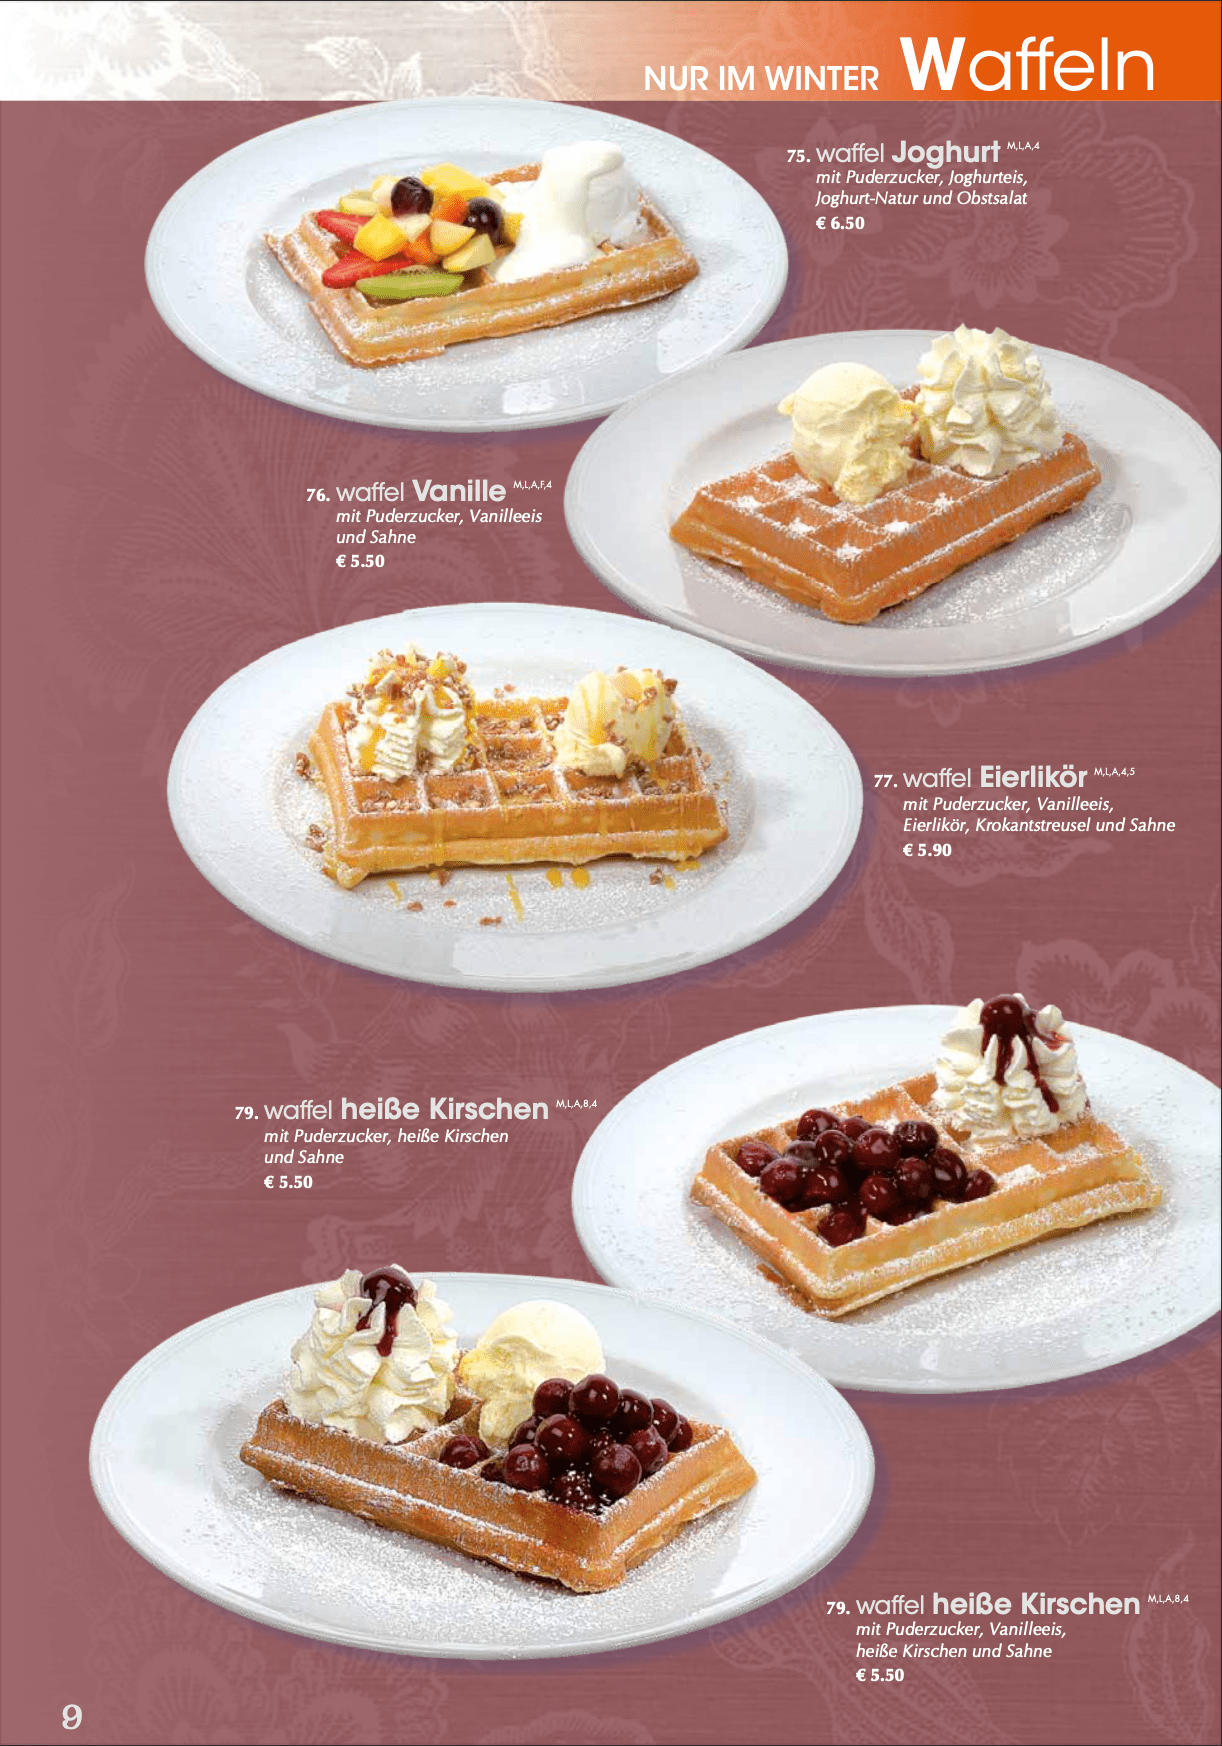 NUR IM WINTER Waffeln
75. waffel Joghurt M,L,A,4
mit Puderzucker, Joghurteis,
Joghurt-Natur und Obstsalat
€ 6.50
76. waffel Vanille M,L,A,F,4
mit Puderzucker, Vanilleeis
und Sahne
€ 5.50
77. waffel Eierlikör M,L,A,4,5
mit Puderzucker, Vanilleeis,
Eierlikör, Krokantstreusel und Sahne
€ 5.90
79. waffel heiße Kirschen M,L,A,8,4
mit Puderzucker, heiße Kirschen
und Sahne
€ 5.50
79. waffel heiße Kirschen M,L,A,8,4
mit Puderzucker, Vanilleeis,
heiße Kirschen und Sahne
€ 5.50
9